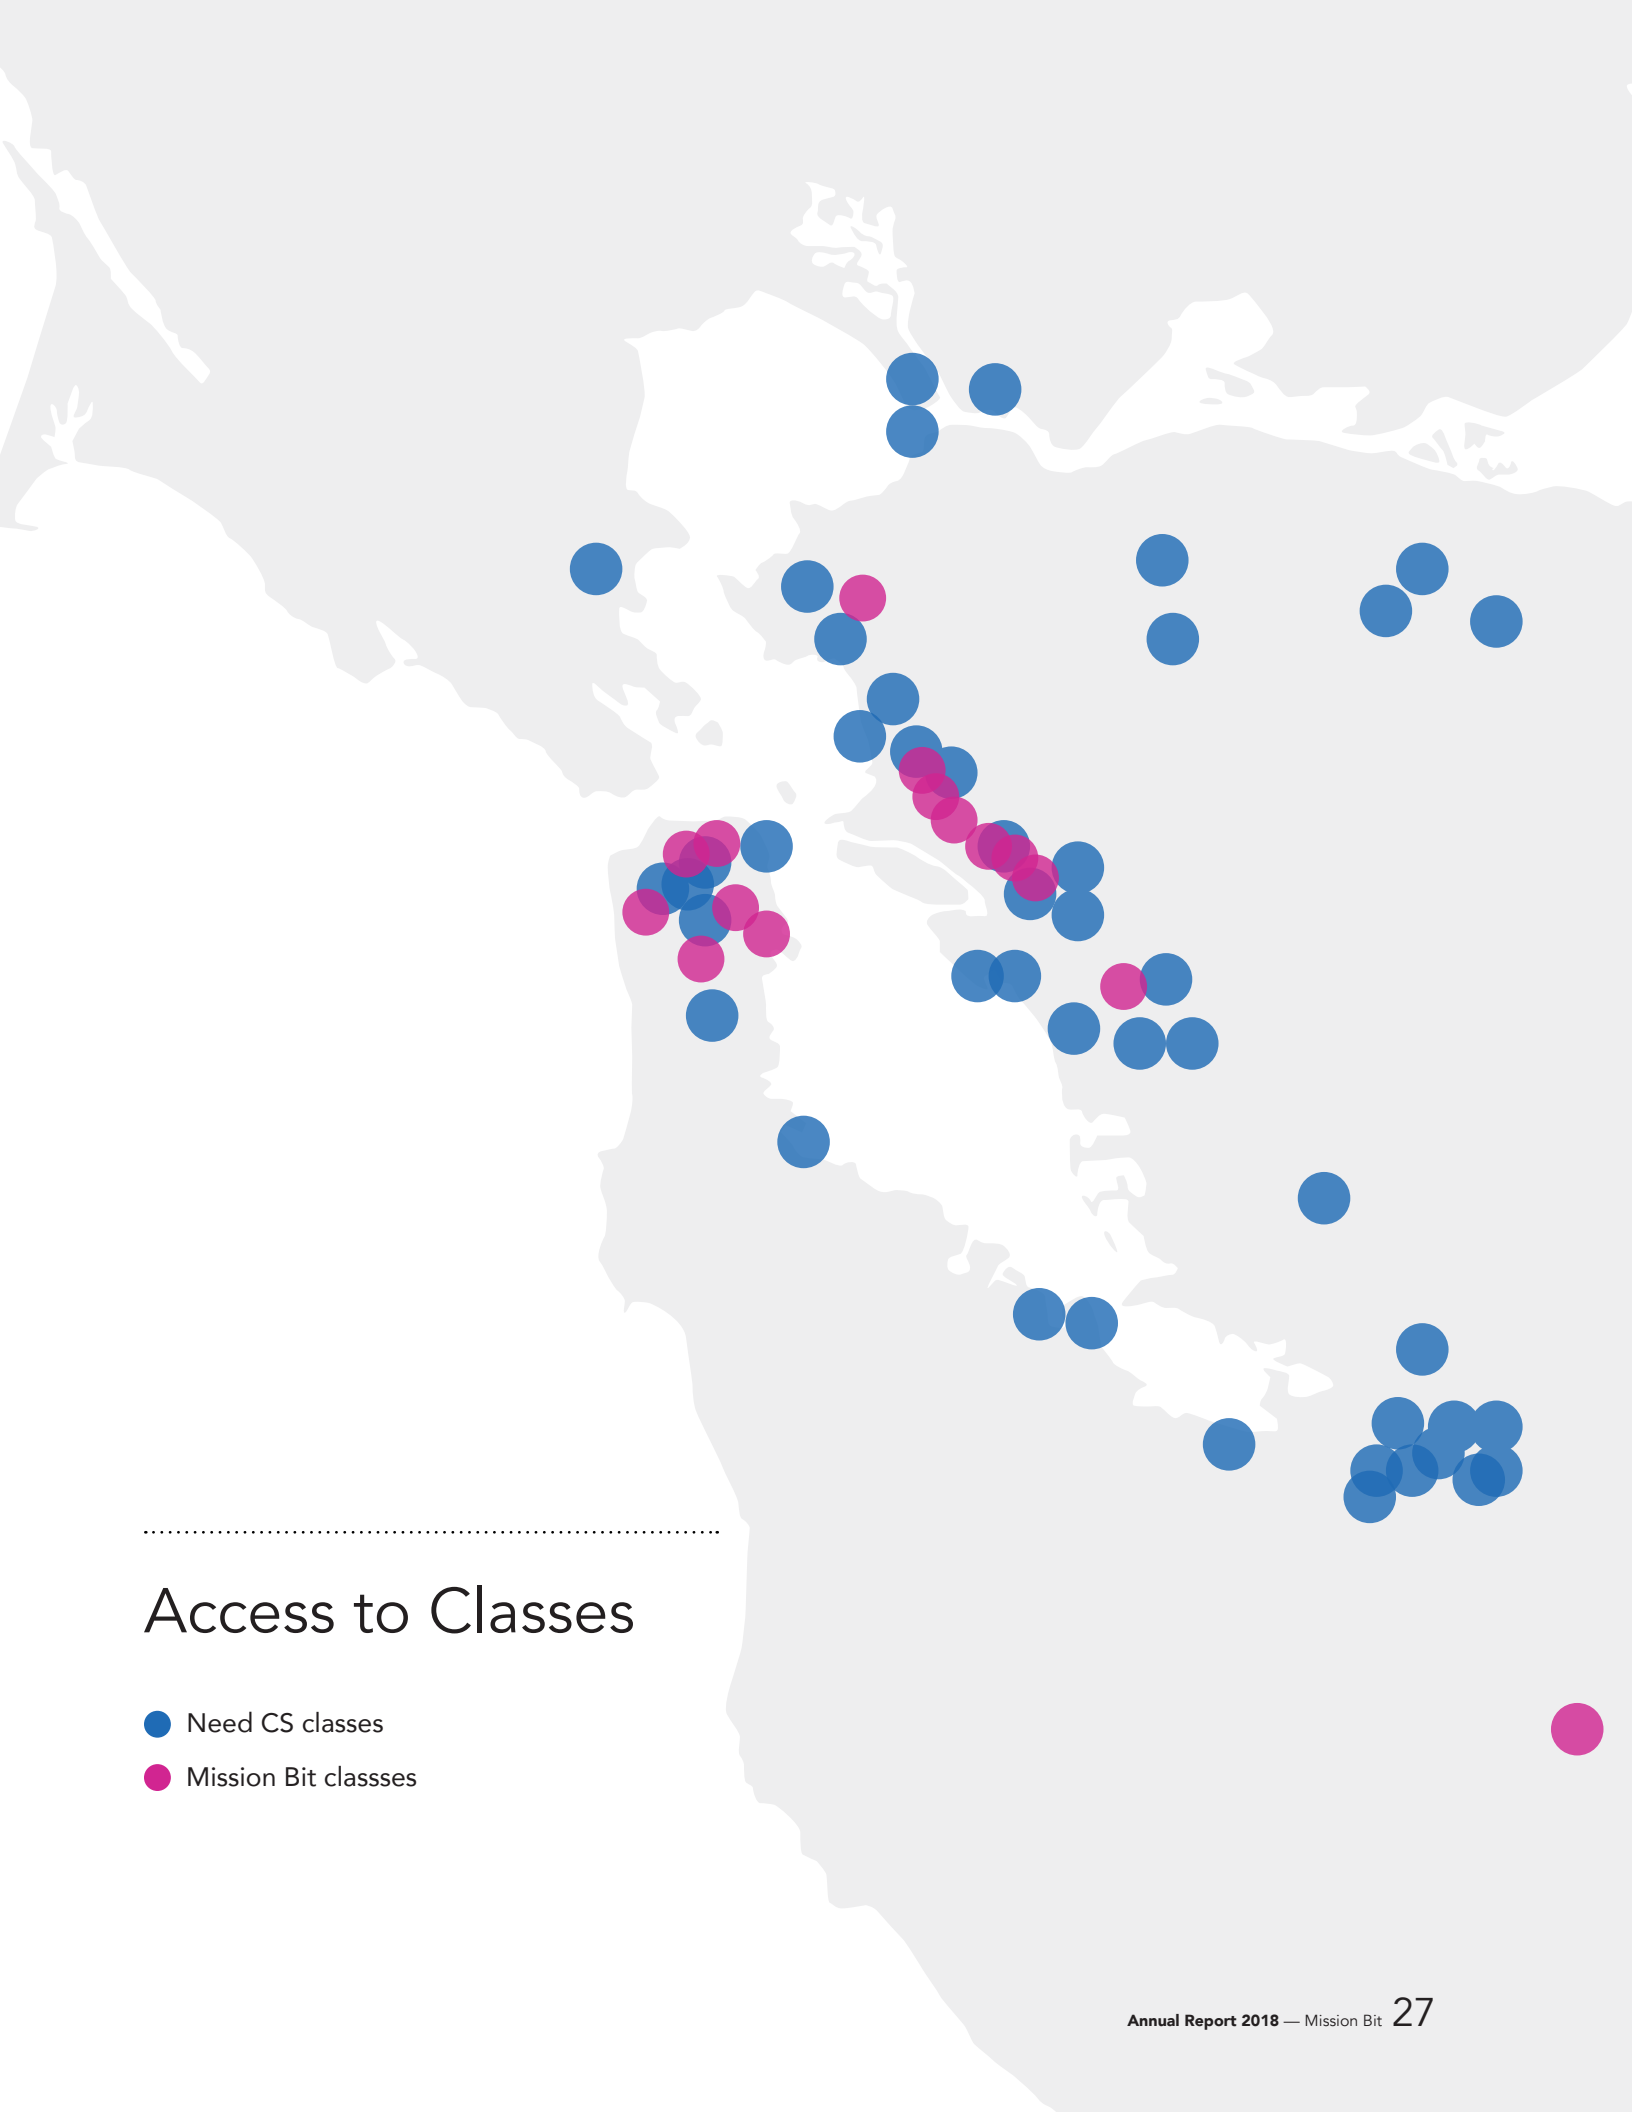 Access to Classes
Need CS classes
Mission Bit classses
Annual Report 2018 — Mission Bit 27